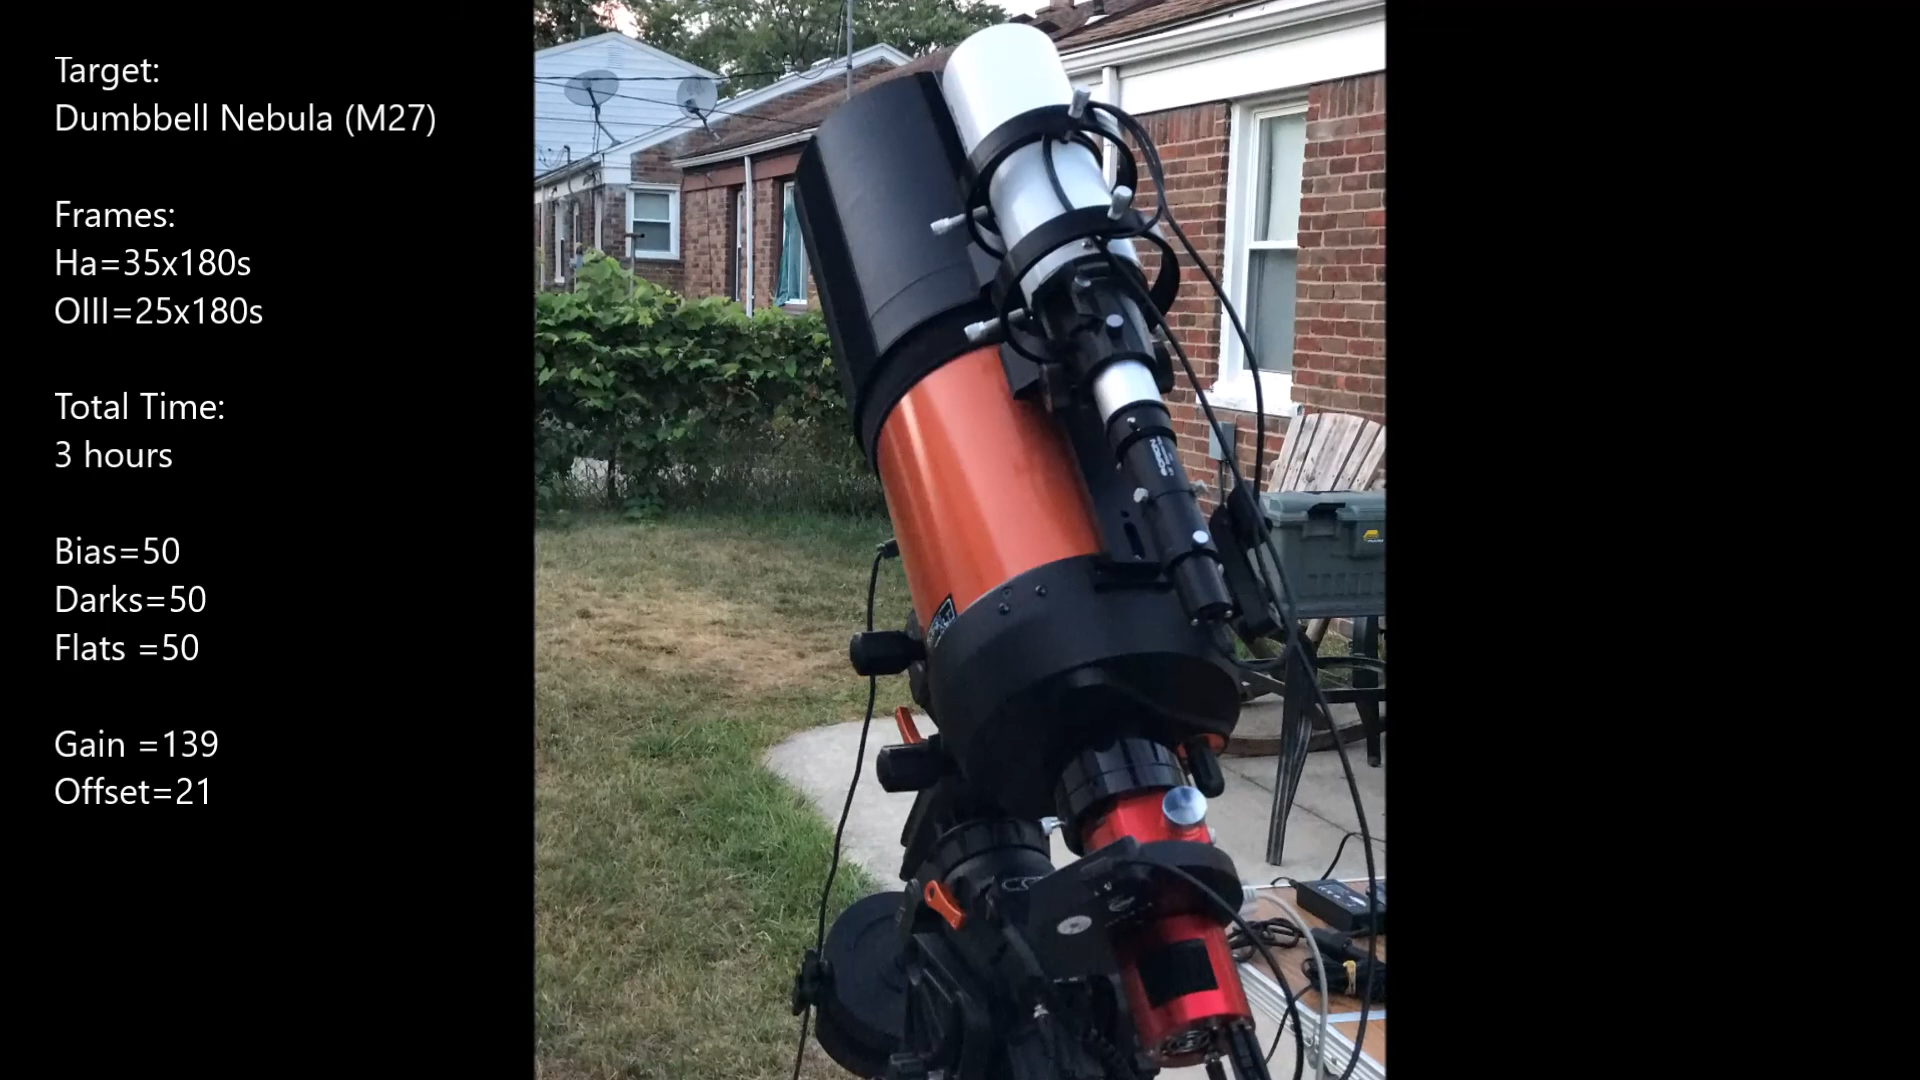 Target:
Dumbbell Nebula (M27)
Frames:
Ha=35x180s
OIII=25x180s
Total Time:
3 hours
Bias=50
Darks=50
Flats =50
Gain =139
Offset=21